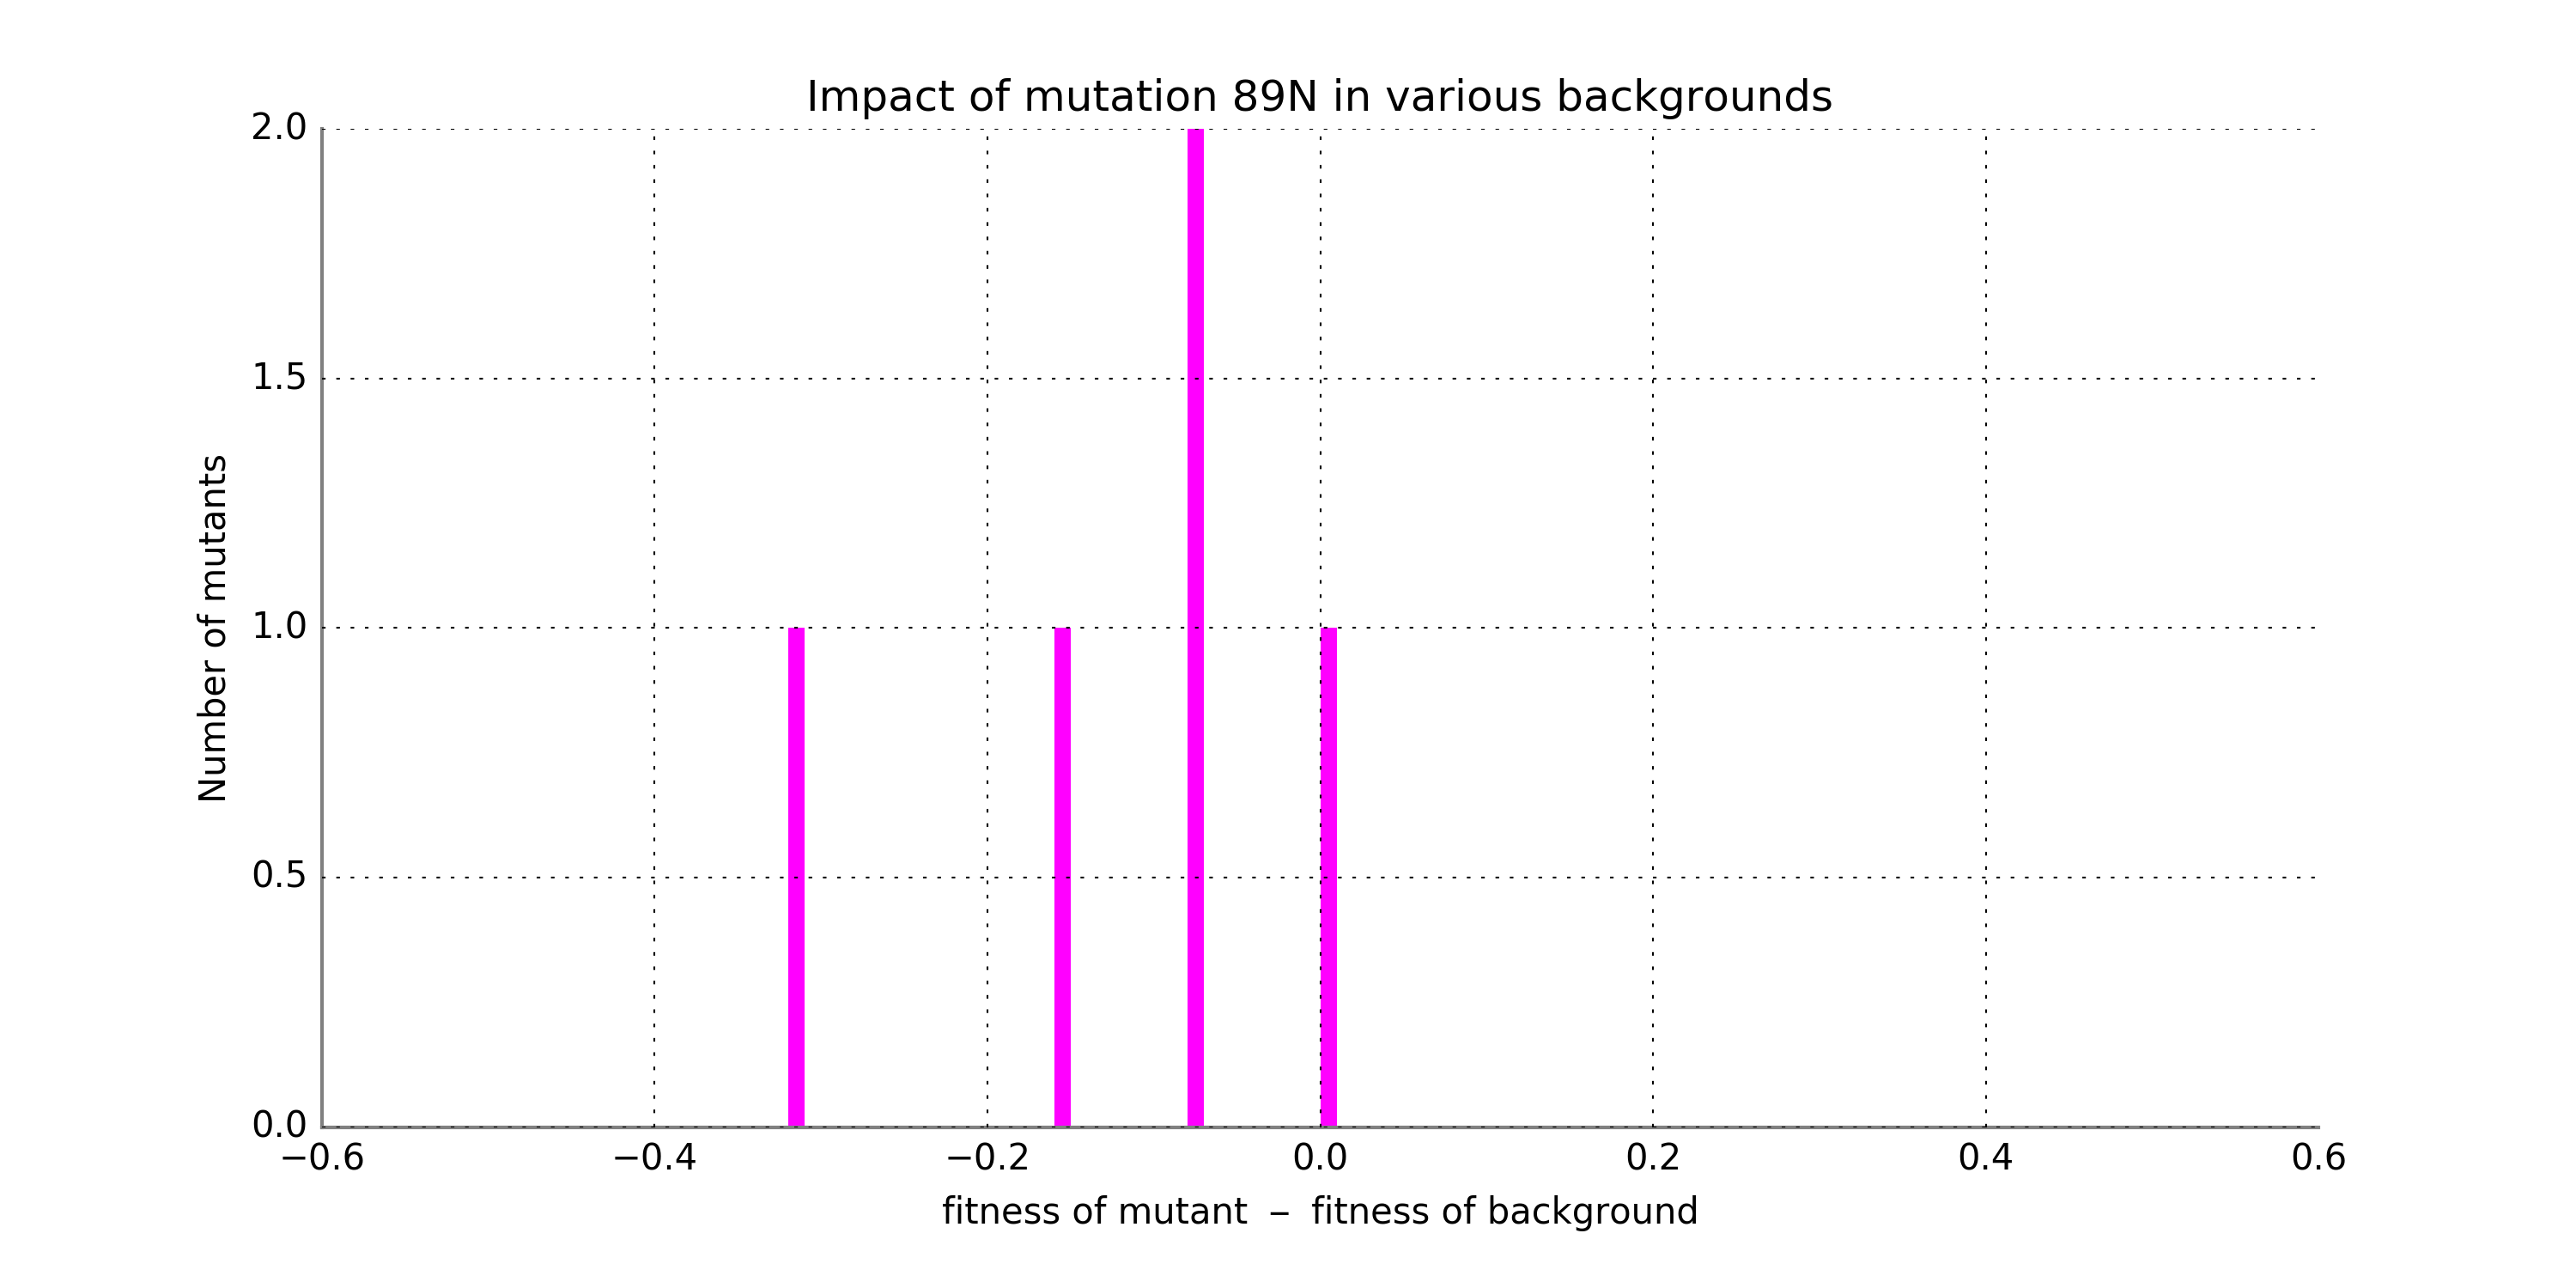 Impact of mutation 89N in various backgrounds
2.0
1.5
1.0
0.5
0.0
Number of mutants
−0.6 −0.4 −0.2 0.0 0.2 0.4 0.6
fitness of mutant − fitness of background